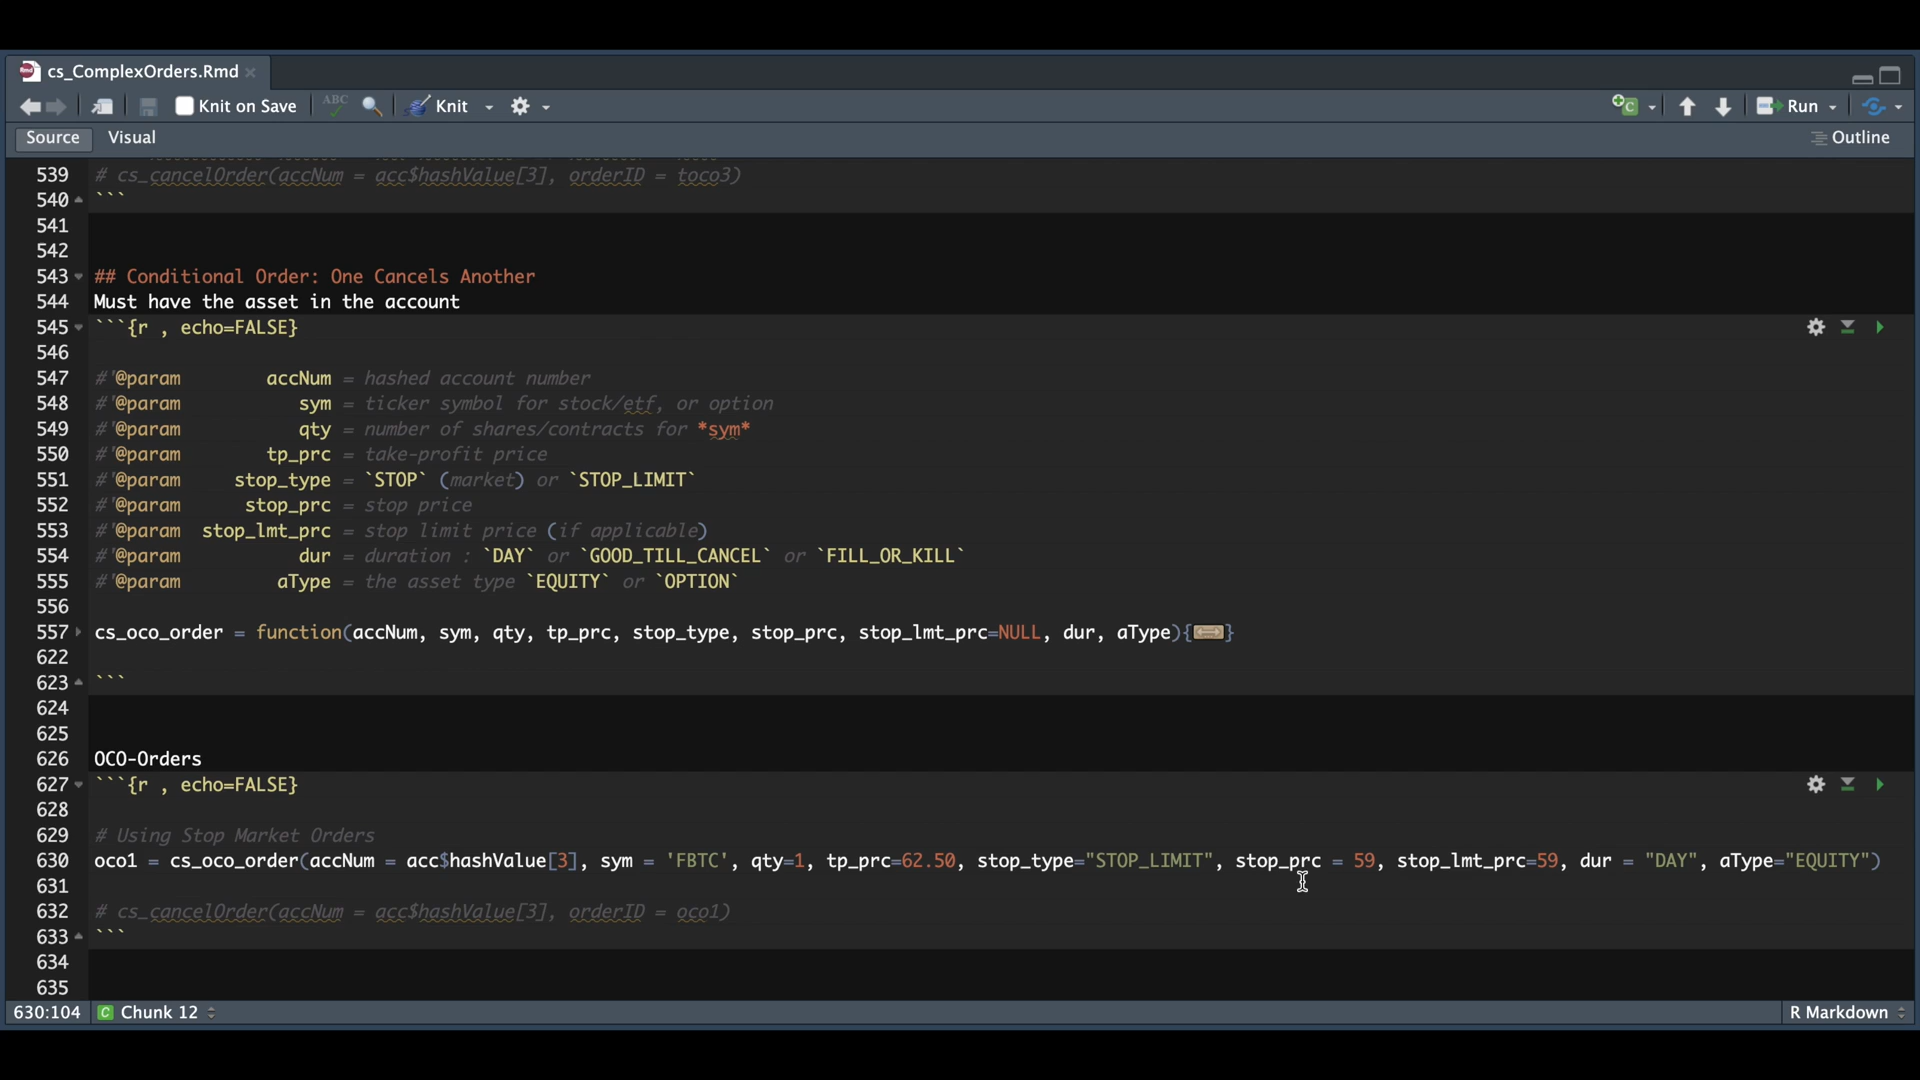 cs_ComplexOrders.Rmd
Knit on Save ABC Knit Run
Source Visual Outline
539 # cs_cancelOrder(accNum = acc$hashValue[3], orderID = toco3)
540 ```
541
542
543 ## Conditional Order: One Cancels Another
544 Must have the asset in the account
545 ```{r , echo=FALSE}
546
547 #'@param accNum = hashed account number
548 #'@param sym = ticker symbol for stock/etf, or option
549 #'@param qty = number of shares/contracts for *sym*
550 #'@param tp_prc = take-profit price
551 #'@param stop_type = `STOP` (market) or `STOP_LIMIT`
552 #'@param stop_prc = stop price
553 #'@param stop_lmt_prc = stop limit price (if applicable)
554 #'@param dur = duration : `DAY` or `GOOD_TILL_CANCEL` or `FILL_OR_KILL`
555 #'@param aType = the asset type `EQUITY` or `OPTION`
556
557 cs_oco_order = function(accNum, sym, qty, tp_prc, stop_type, stop_prc, stop_lmt_prc=NULL, dur, aType){}
622
623 ```
624
625
626 OCO-Orders
627 ```{r , echo=FALSE}
628
629 # Using Stop Market Orders
630 oco1 = cs_oco_order(accNum = acc$hashValue[3], sym = 'FBTC', qty=1, tp_prc=62.50, stop_type="STOP_LIMIT", stop_prc = 59, stop_lmt_prc=59, dur = "DAY", aType="EQUITY")
631
632 # cs_cancelOrder(accNum = acc$hashValue[3], orderID = oco1)
633 ```
634
635
630:104 C Chunk 12 R Markdown